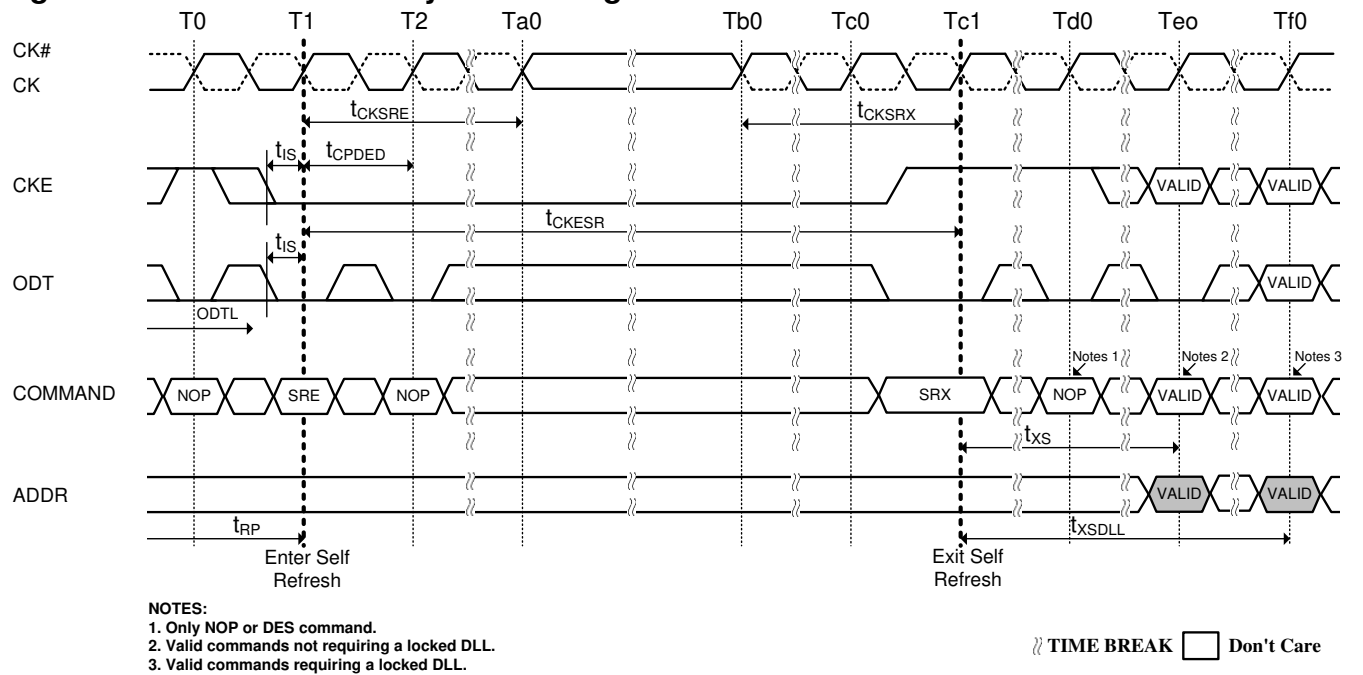 T0 T1 T2 Ta0 Tb0 Tc0 Tc1 Td0 Teo Tf0
CK#
CK
tCKSRE tCKSRX
tIS tCPDED
CKE VALID VALID
tCKESR
tIS
ODT VALID
ODTL
Notes 1 Notes 2 Notes 3
COMMAND NOP SRE NOP SRX NOP VALID VALID
tXS
ADDR VALID VALID
tRP tXSDLL
Enter Self Exit Self
Refresh Refresh
NOTES:
1. Only NOP or DES command.
2. Valid commands not requiring a locked DLL.
3. Valid commands requiring a locked DLL.
TIME BREAK Don't Care